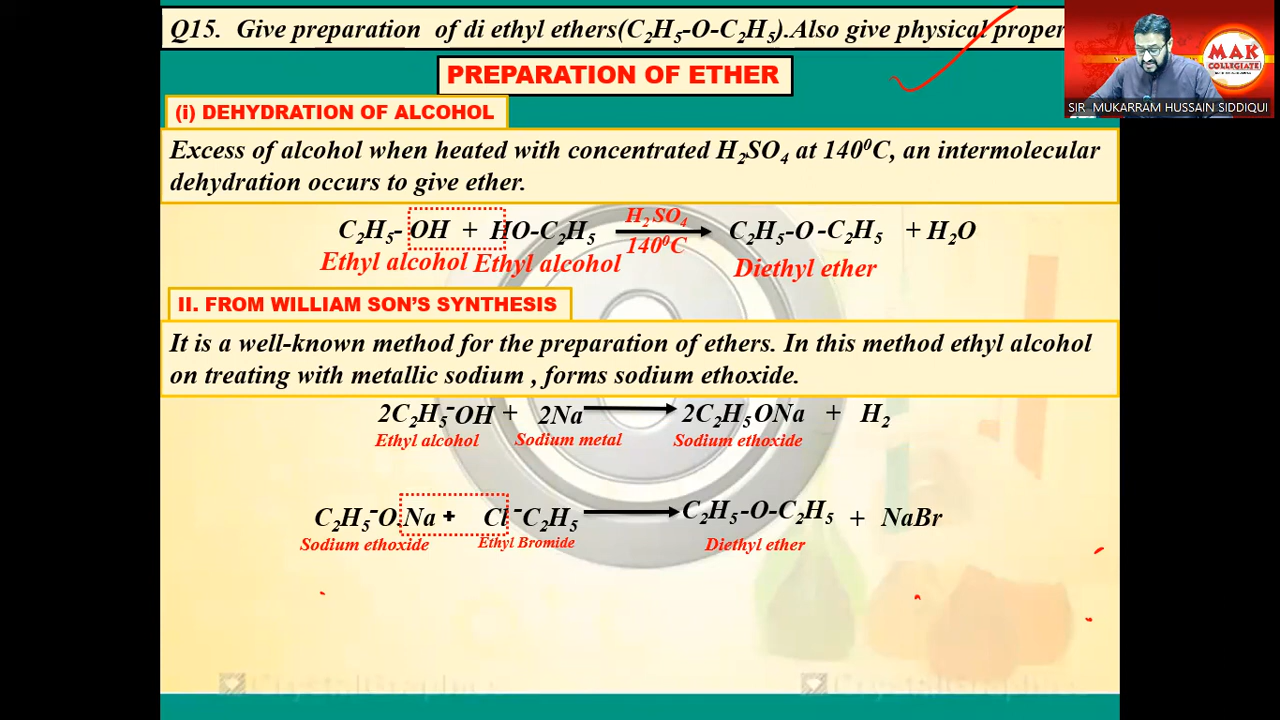 Q15. Give preparation of di ethyl ethers(C₂H₅-O-C₂H₅).Also give physical proper
MAK
COLLEGIATE
SIR MUKARRAM HUSSAIN SIDDIQUI
PREPARATION OF ETHER
(i) DEHYDRATION OF ALCOHOL
Excess of alcohol when heated with concentrated H₂SO₄ at 140⁰C, an intermolecular
dehydration occurs to give ether.
H₂SO₄
C₂H₅- OH + HO-C₂H₅ C₂H₅-O-C₂H₅ + H₂O
140⁰C
Ethyl alcohol Ethyl alcohol Diethyl ether
II. FROM WILLIAM SON'S SYNTHESIS
It is a well-known method for the preparation of ethers. In this method ethyl alcohol
on treating with metallic sodium , forms sodium ethoxide.
2C₂H₅-OH + 2Na → 2C₂H₅ONa + H₂
Ethyl alcohol Sodium metal Sodium ethoxide
C₂H₅-O.Na + Cl-C₂H₅ → C₂H₅-O-C₂H₅ + NaBr
Sodium ethoxide Ethyl Bromide Diethyl ether